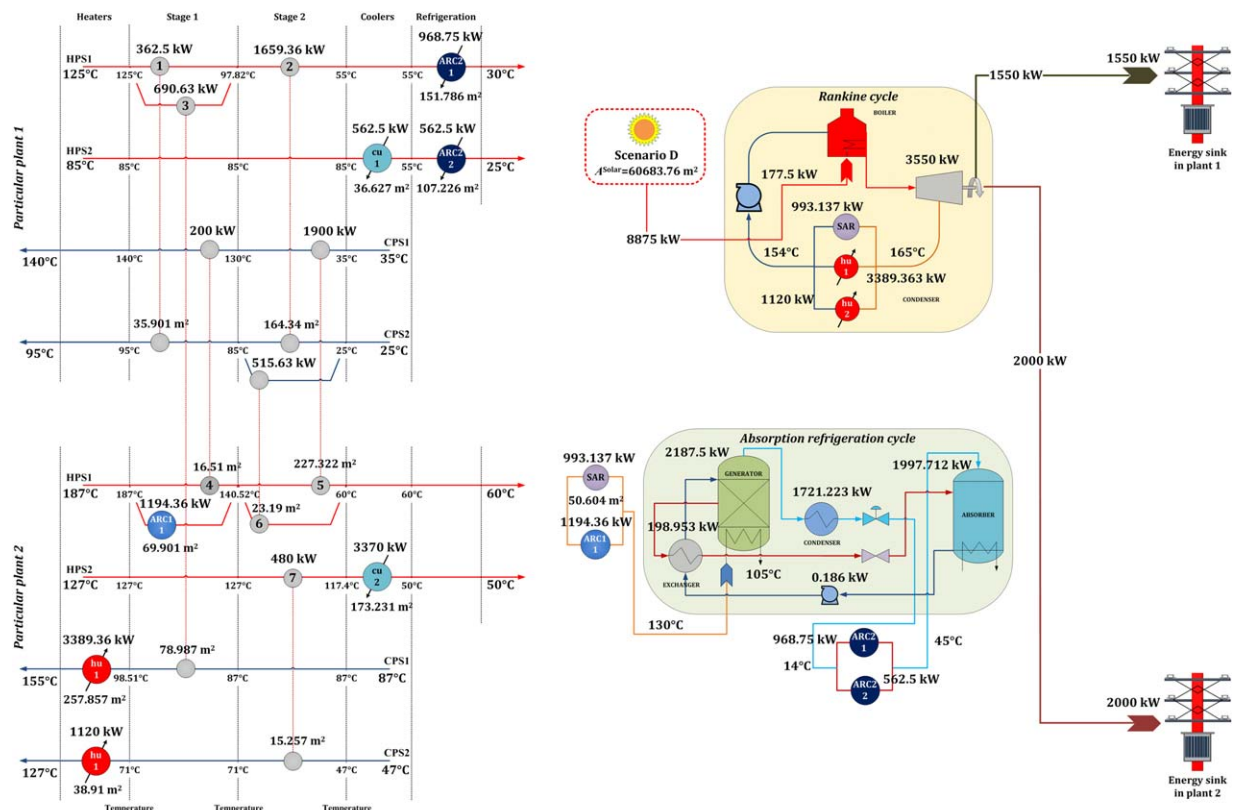 Heaters
Stage 1
Stage 2
Coolers
Refrigeration
Particular plant 1
362.5 kW
1659.36 kW
968.75 kW
HPS1
125°C
125°C
1
97.82°C
2
55°C
55°C
ARC2
1
30°C
690.63 kW
3
151.786 m²
562.5 kW
562.5 kW
HPS2
85°C
85°C
85°C
85°C
cu
1
55°C
ARC2
2
25°C
36.627 m²
107.226 m²
200 kW
1900 kW
CPS1
140°C
140°C
130°C
35°C
35°C
35.901 m²
164.34 m²
CPS2
95°C
95°C
85°C
25°C
25°C
515.63 kW
Particular plant 2
16.51 m²
227.322 m²
HPS1
187°C
187°C
4
140.52°C
5
60°C
60°C
60°C
1194.36 kW
23.19 m²
ARC1
1
6
69.901 m²
480 kW
3370 kW
HPS2
127°C
127°C
127°C
7
117.4°C
cu
2
50°C
50°C
173.231 m²
3389.36 kW
78.987 m²
CPS1
155°C
hu
1
98.51°C
87°C
87°C
87°C
257.857 m²
1120 kW
15.257 m²
CPS2
127°C
hu
1
71°C
71°C
47°C
47°C
38.91 m²
Temperature
Temperature
Temperature
Scenario D
Aˢᵒˡᵃʳ=60683.76 m²
8875 kW
Rankine cycle
BOILER
177.5 kW
3550 kW
993.137 kW
SAR
154°C
165°C
hu
1
3389.363 kW
1120 kW
hu
2
CONDENSER
1550 kW
1550 kW
Energy sink
in plant 1
2000 kW
2000 kW
Energy sink
in plant 2
Absorption refrigeration cycle
993.137 kW
SAR
50.604 m²
1194.36 kW
ARC1
1
2187.5 kW
GENERATOR
1997.712 kW
ABSORBER
1721.223 kW
CONDENSER
198.953 kW
EXCHANGER
105°C
0.186 kW
130°C
968.75 kW
ARC2
1
45°C
14°C
ARC2
2
562.5 kW